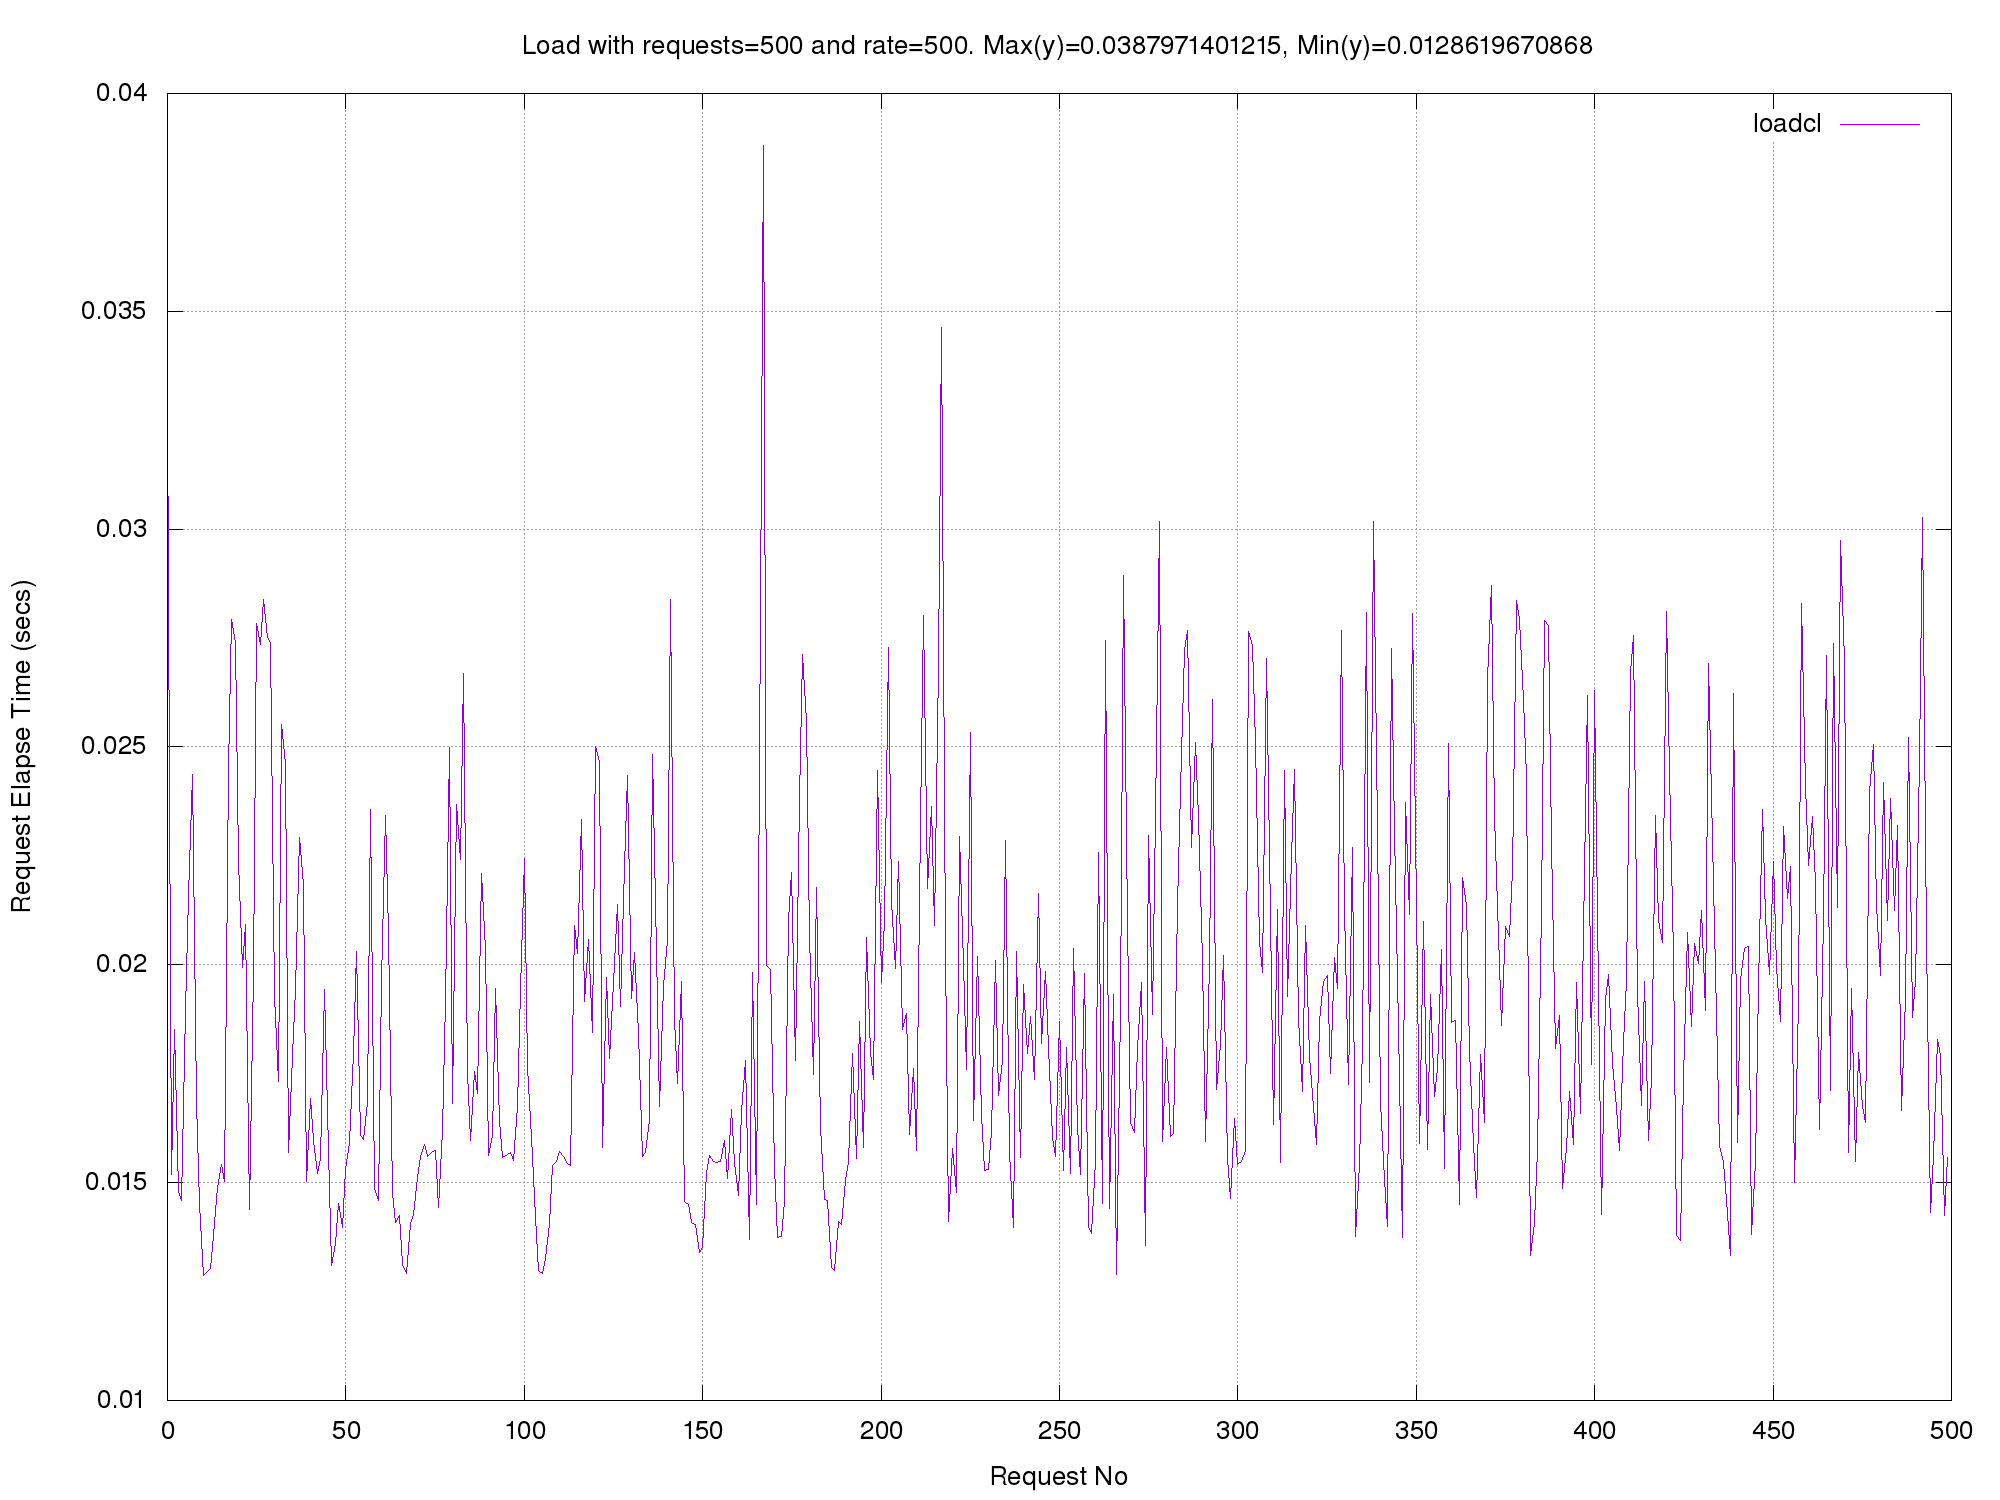 Load with requests=500 and rate=500. Max(y)=0.0387971401215, Min(y)=0.0128619670868
loadcl
0.04
0.035
0.03
0.025
0.02
0.015
0.01
Request Elapse Time (secs)
0 50 100 150 200 250 300 350 400 450 500
Request No